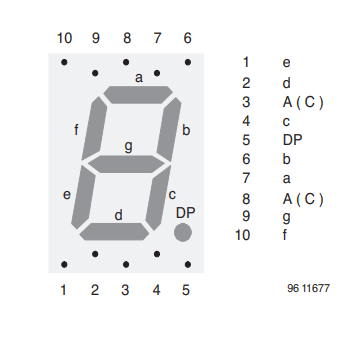 10 9 8 7 6
a
f b
g
e c
d DP
1 2 3 4 5
1 e
2 d
3 A ( C )
4 c
5 DP
6 b
7 a
8 A ( C )
9 g
10 f
96 11677